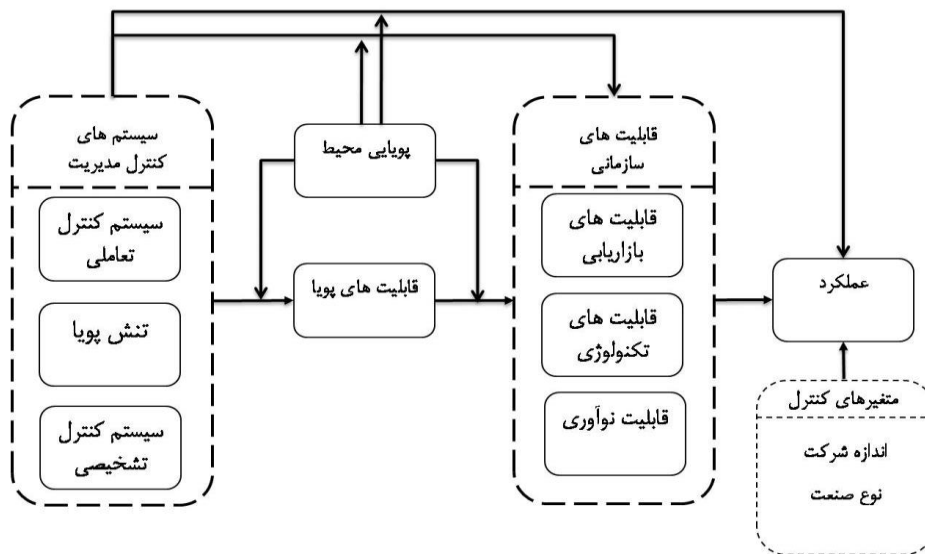 سیستم های
کنترل مدیریت
سیستم کنترل
تعاملی
تنش پویا
سیستم کنترل
تشخیصی
پویایی محیط
قابلیت های پویا
قابلیت های
سازمانی
قابلیت های
بازاریابی
قابلیت های
تکنولوژی
قابلیت نوآوری
عملکرد
متغیرهای کنترل
اندازه شرکت
نوع صنعت